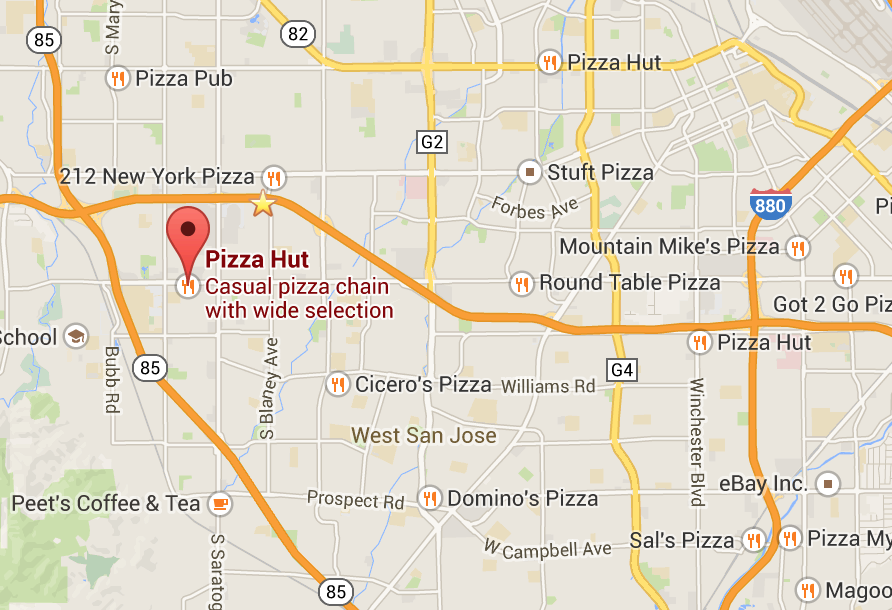 85
S Mary
82
Pizza Pub
Pizza Hut
G2
212 New York Pizza
Stuft Pizza
Forbes Ave
880
Pi
Mountain Mike's Pizza
Pizza Hut
Casual pizza chain
with wide selection
Round Table Pizza
Got 2 Go Piz
School
Pizza Hut
Bubb Rd
85
S Blaney Ave
Cicero's Pizza
Williams Rd
G4
Winchester Blvd
West San Jose
eBay Inc.
Peet's Coffee & Tea
Prospect Rd
Domino's Pizza
S Saratog
W Campbell Ave
Sal's Pizza
Pizza My
85
Magoo